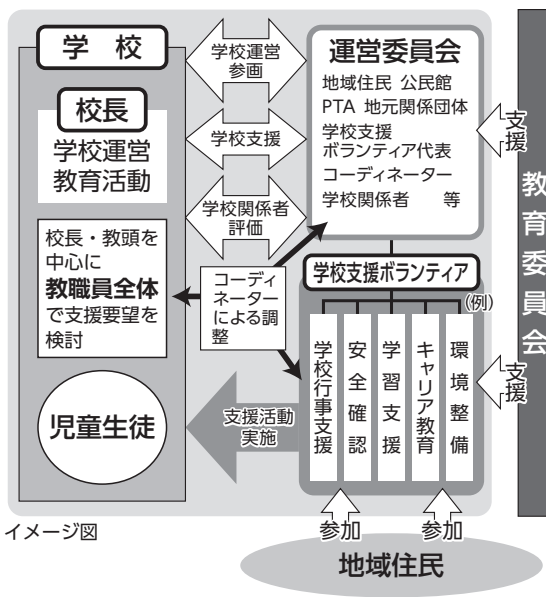 学校
校長
学校運営
教育活動
校長・教頭を
中心に
教職員全体
で支援要望を
検討
児童生徒
学校運営
参画
学校支援
学校関係者
評価
コーディ
ネーター
による調
整
支援活動
実施
運営委員会
地域住民 公民館
PTA 地元関係団体
学校支援
ボランティア代表
コーディネーター
学校関係者 等
学校支援ボランティア
(例)
学校行事支援
安全確認
学習支援
キャリア教育
環境整備
支援
支援
教育委員会
参加
参加
地域住民
イメージ図